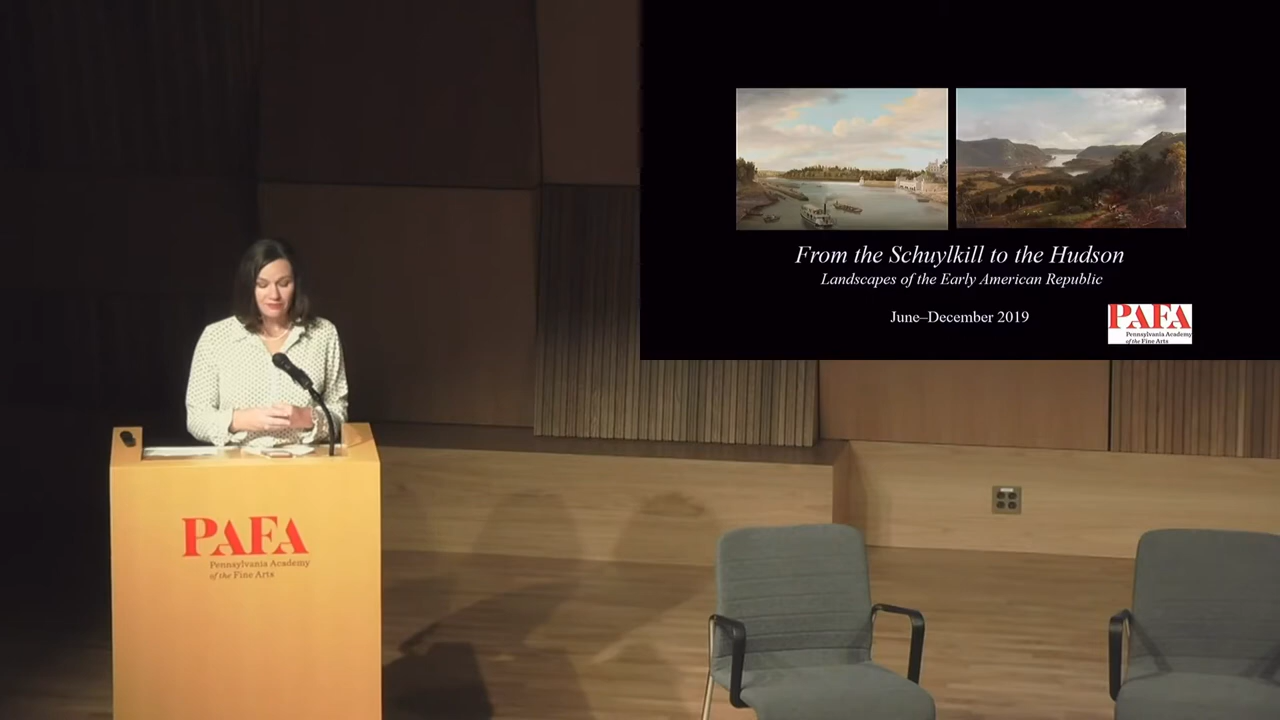 From the Schuylkill to the Hudson
Landscapes of the Early American Republic
June–December 2019
PAFA
Pennsylvania Academy
of the Fine Arts
PAFA
Pennsylvania Academy
of the Fine Arts